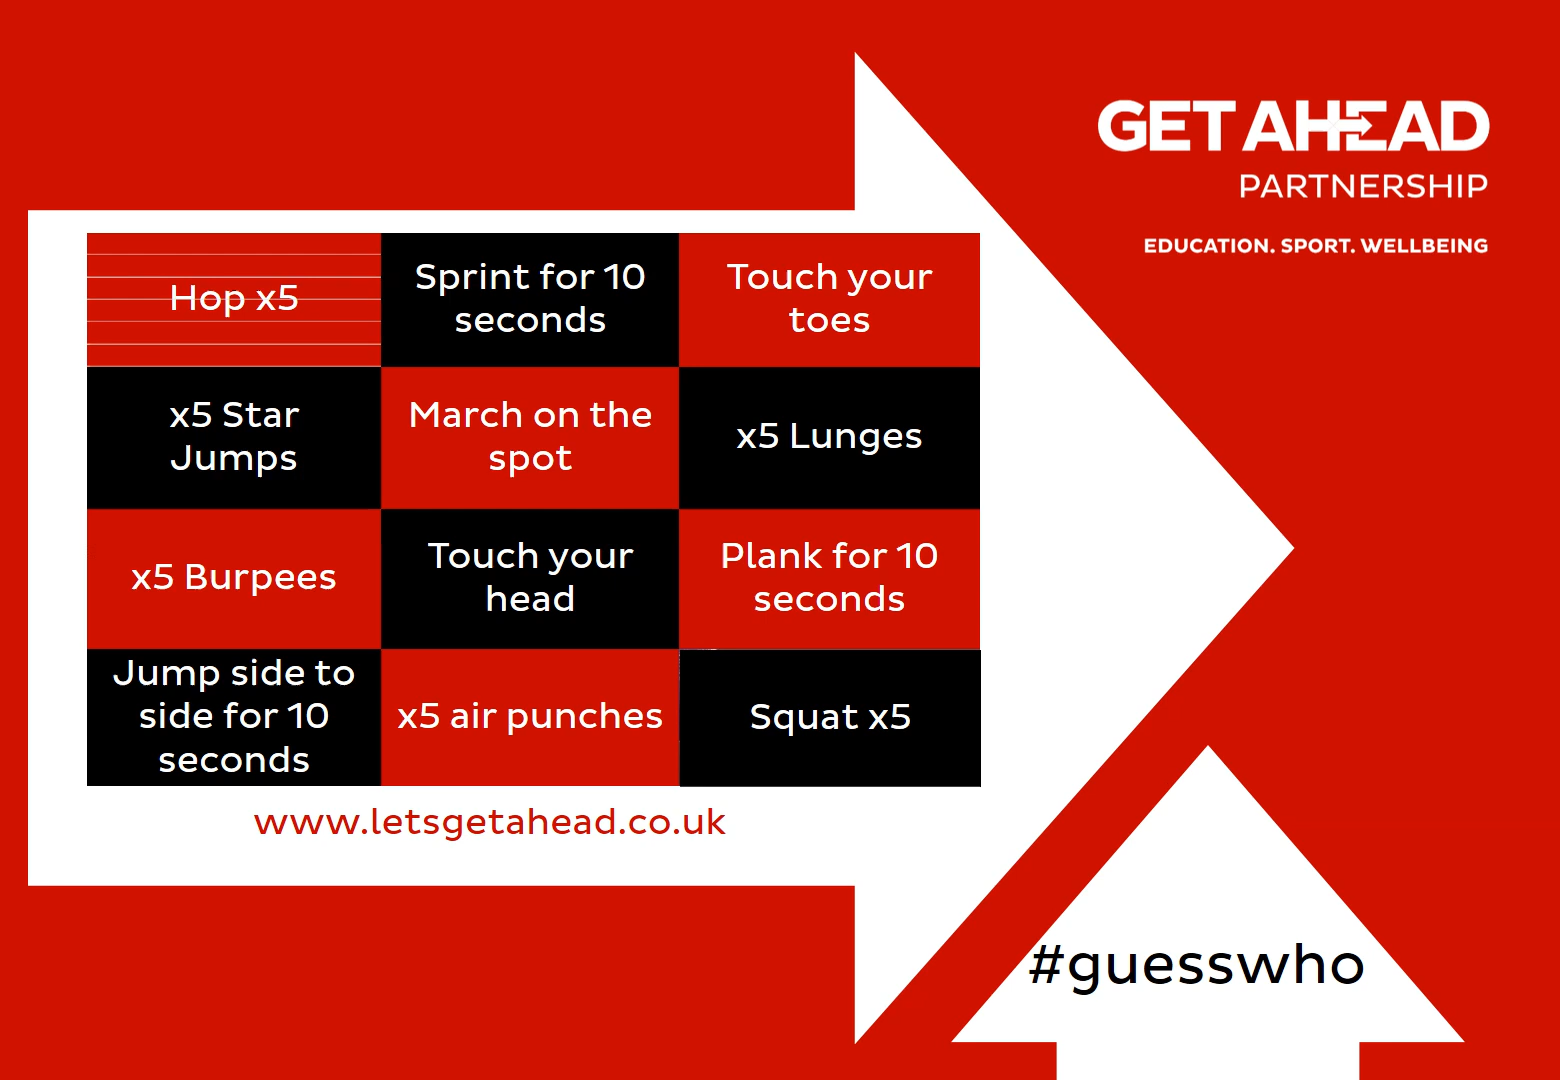 GET AHEAD
PARTNERSHIP
EDUCATION. SPORT. WELLBEING
Hop x5
Sprint for 10
seconds
Touch your
toes
x5 Star
Jumps
March on the
spot
x5 Lunges
x5 Burpees
Touch your
head
Plank for 10
seconds
Jump side to
side for 10
seconds
x5 air punches
Squat x5
www.letsgetahead.co.uk
#guesswho